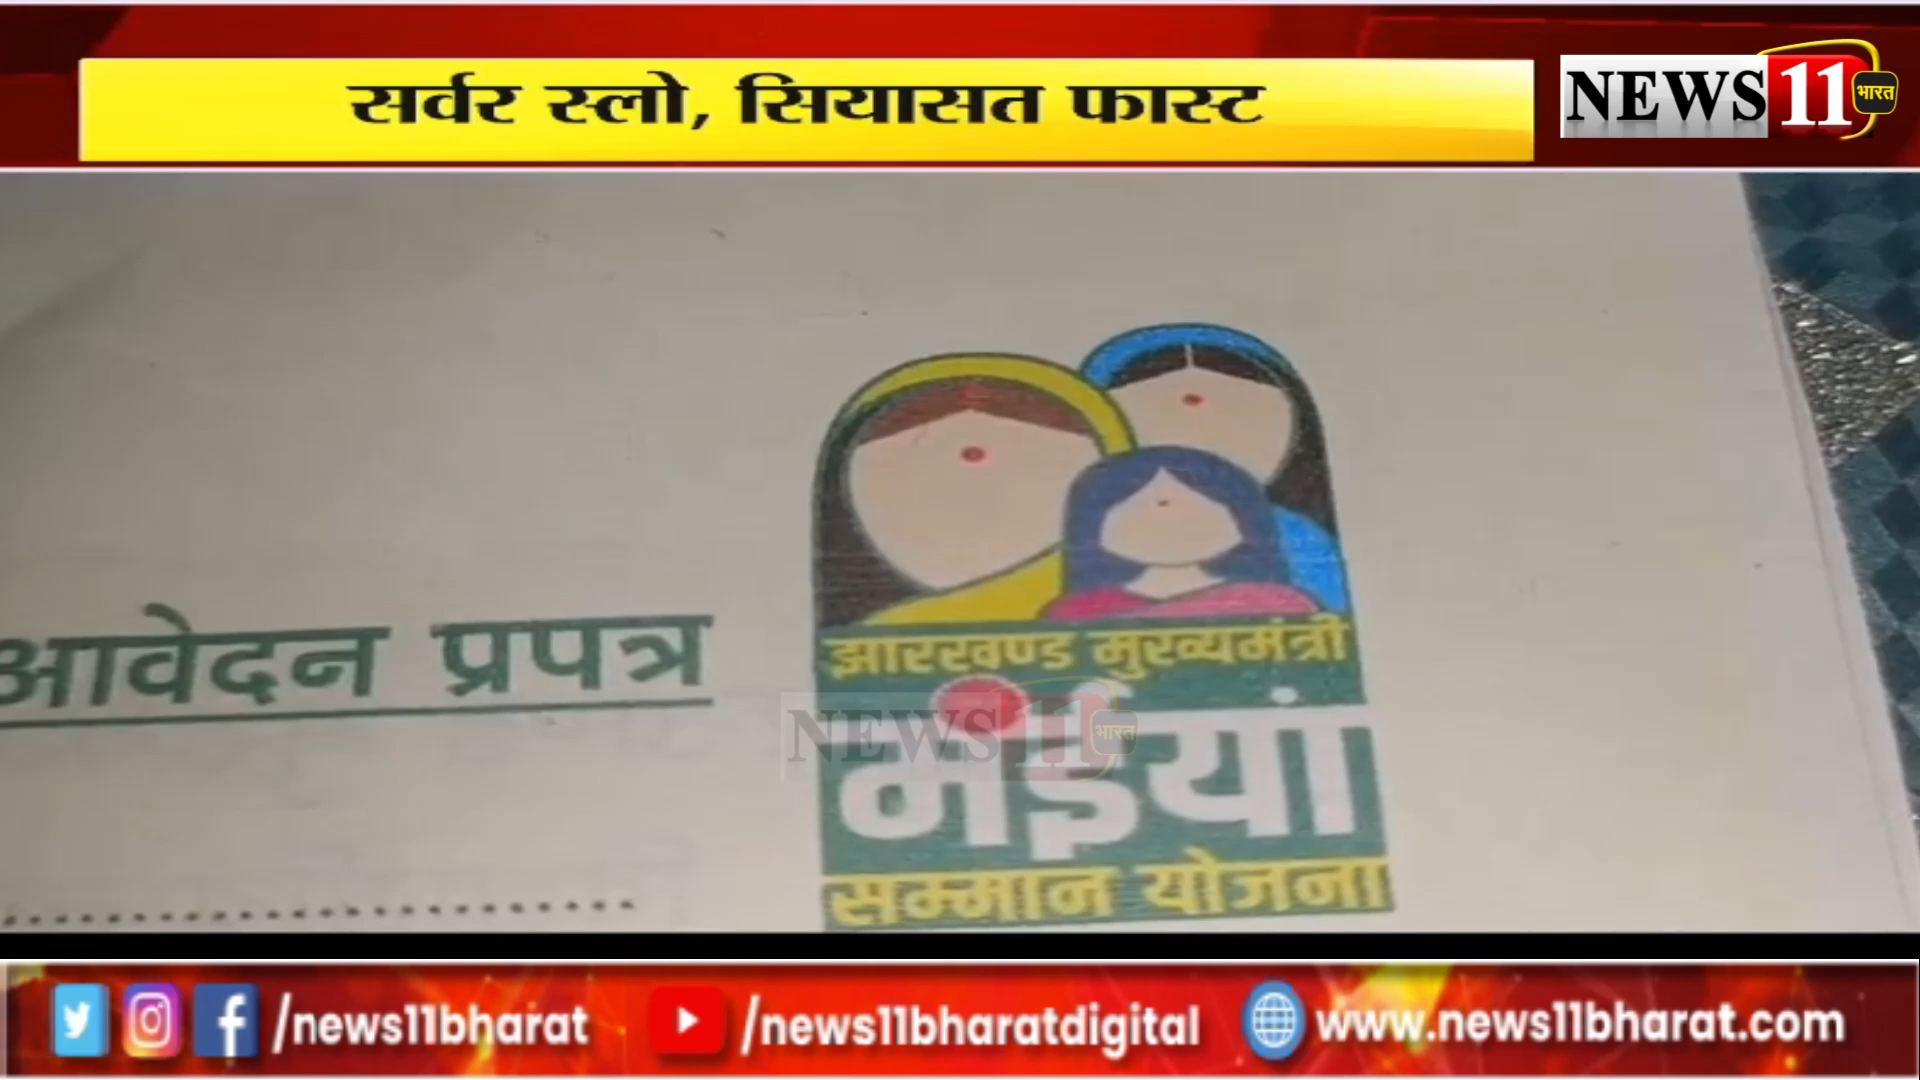 सर्वर स्लो, सियासत फास्ट
NEWS 11 भारत
आवेदन प्रपत्र
झारखण्ड मुख्यमंत्री
मंईयां
सम्मान योजना
NEWS 11 भारत
/news11bharat
/news11bharatdigital
www.news11bharat.com